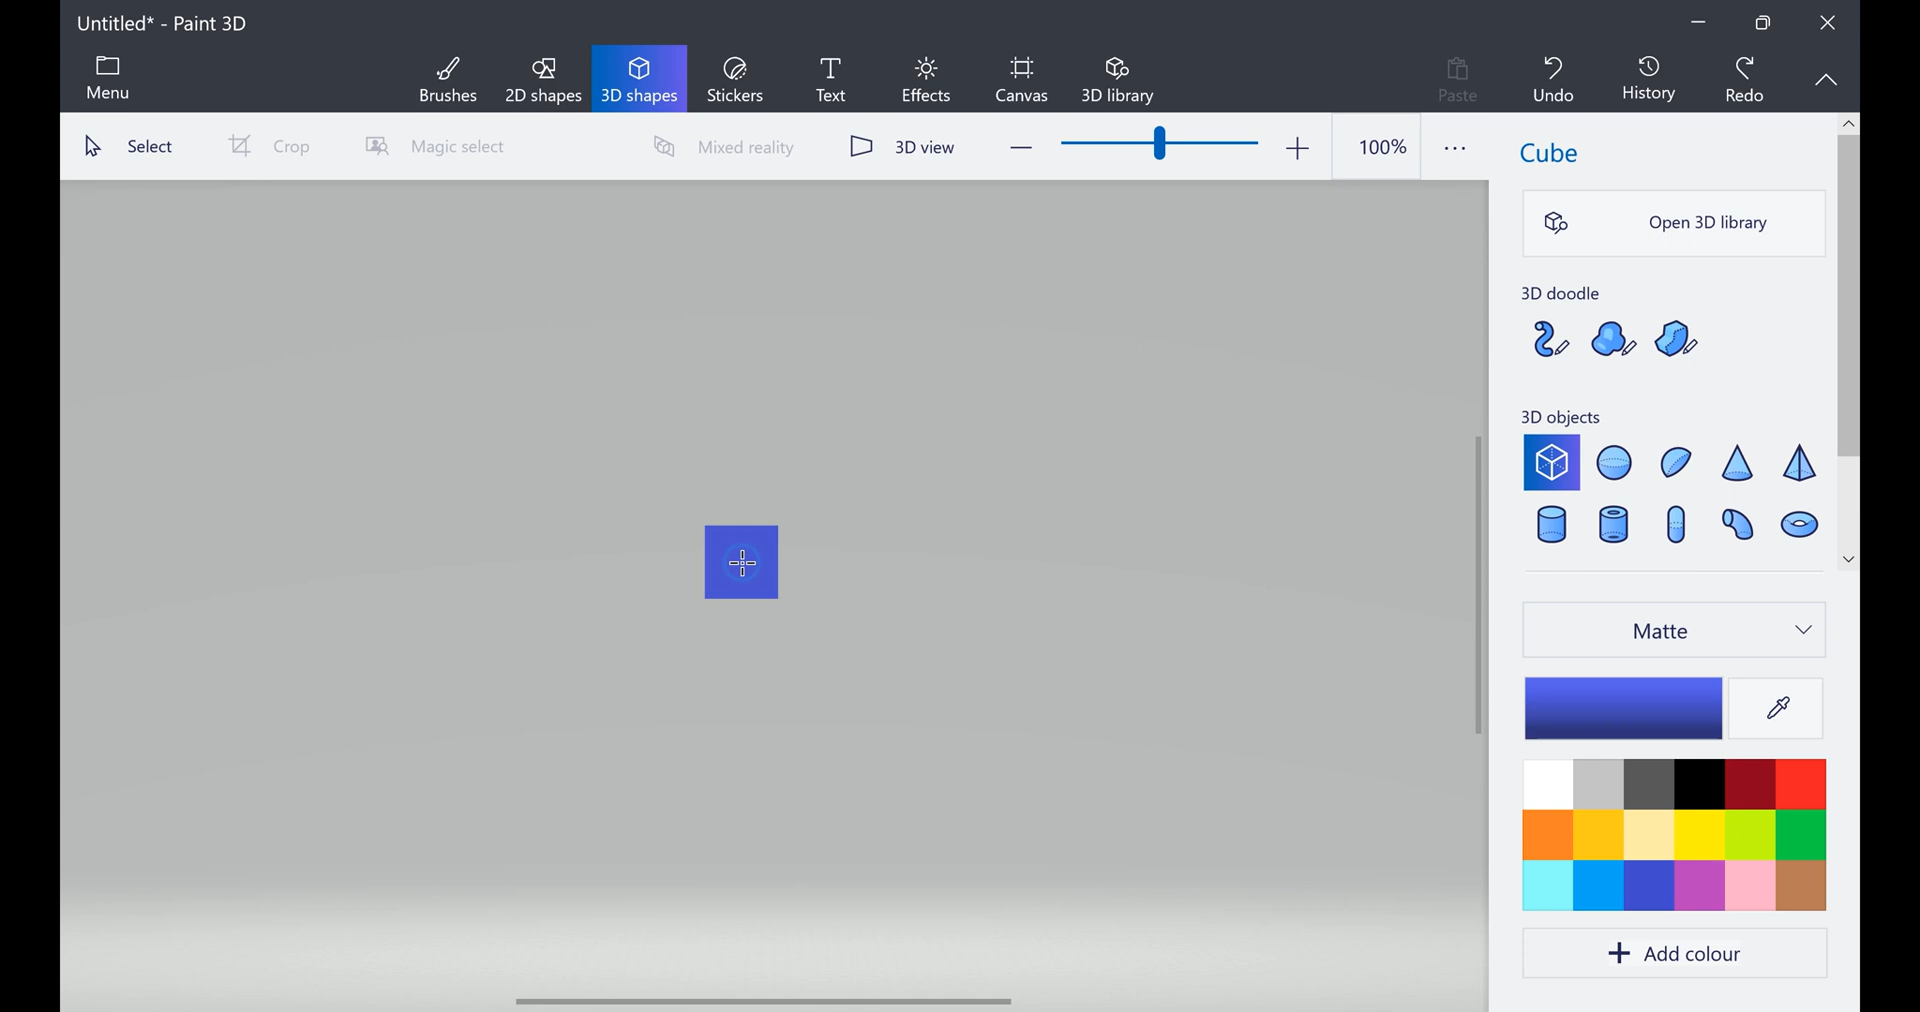 Untitled* - Paint 3D
Menu
Brushes
2D shapes
3D shapes
Stickers
Text
Effects
Canvas
3D library
Paste
Undo
History
Redo
Select
Crop
Magic select
Mixed reality
3D view
100%
Cube
Open 3D library
3D doodle
3D objects
Matte
Add colour